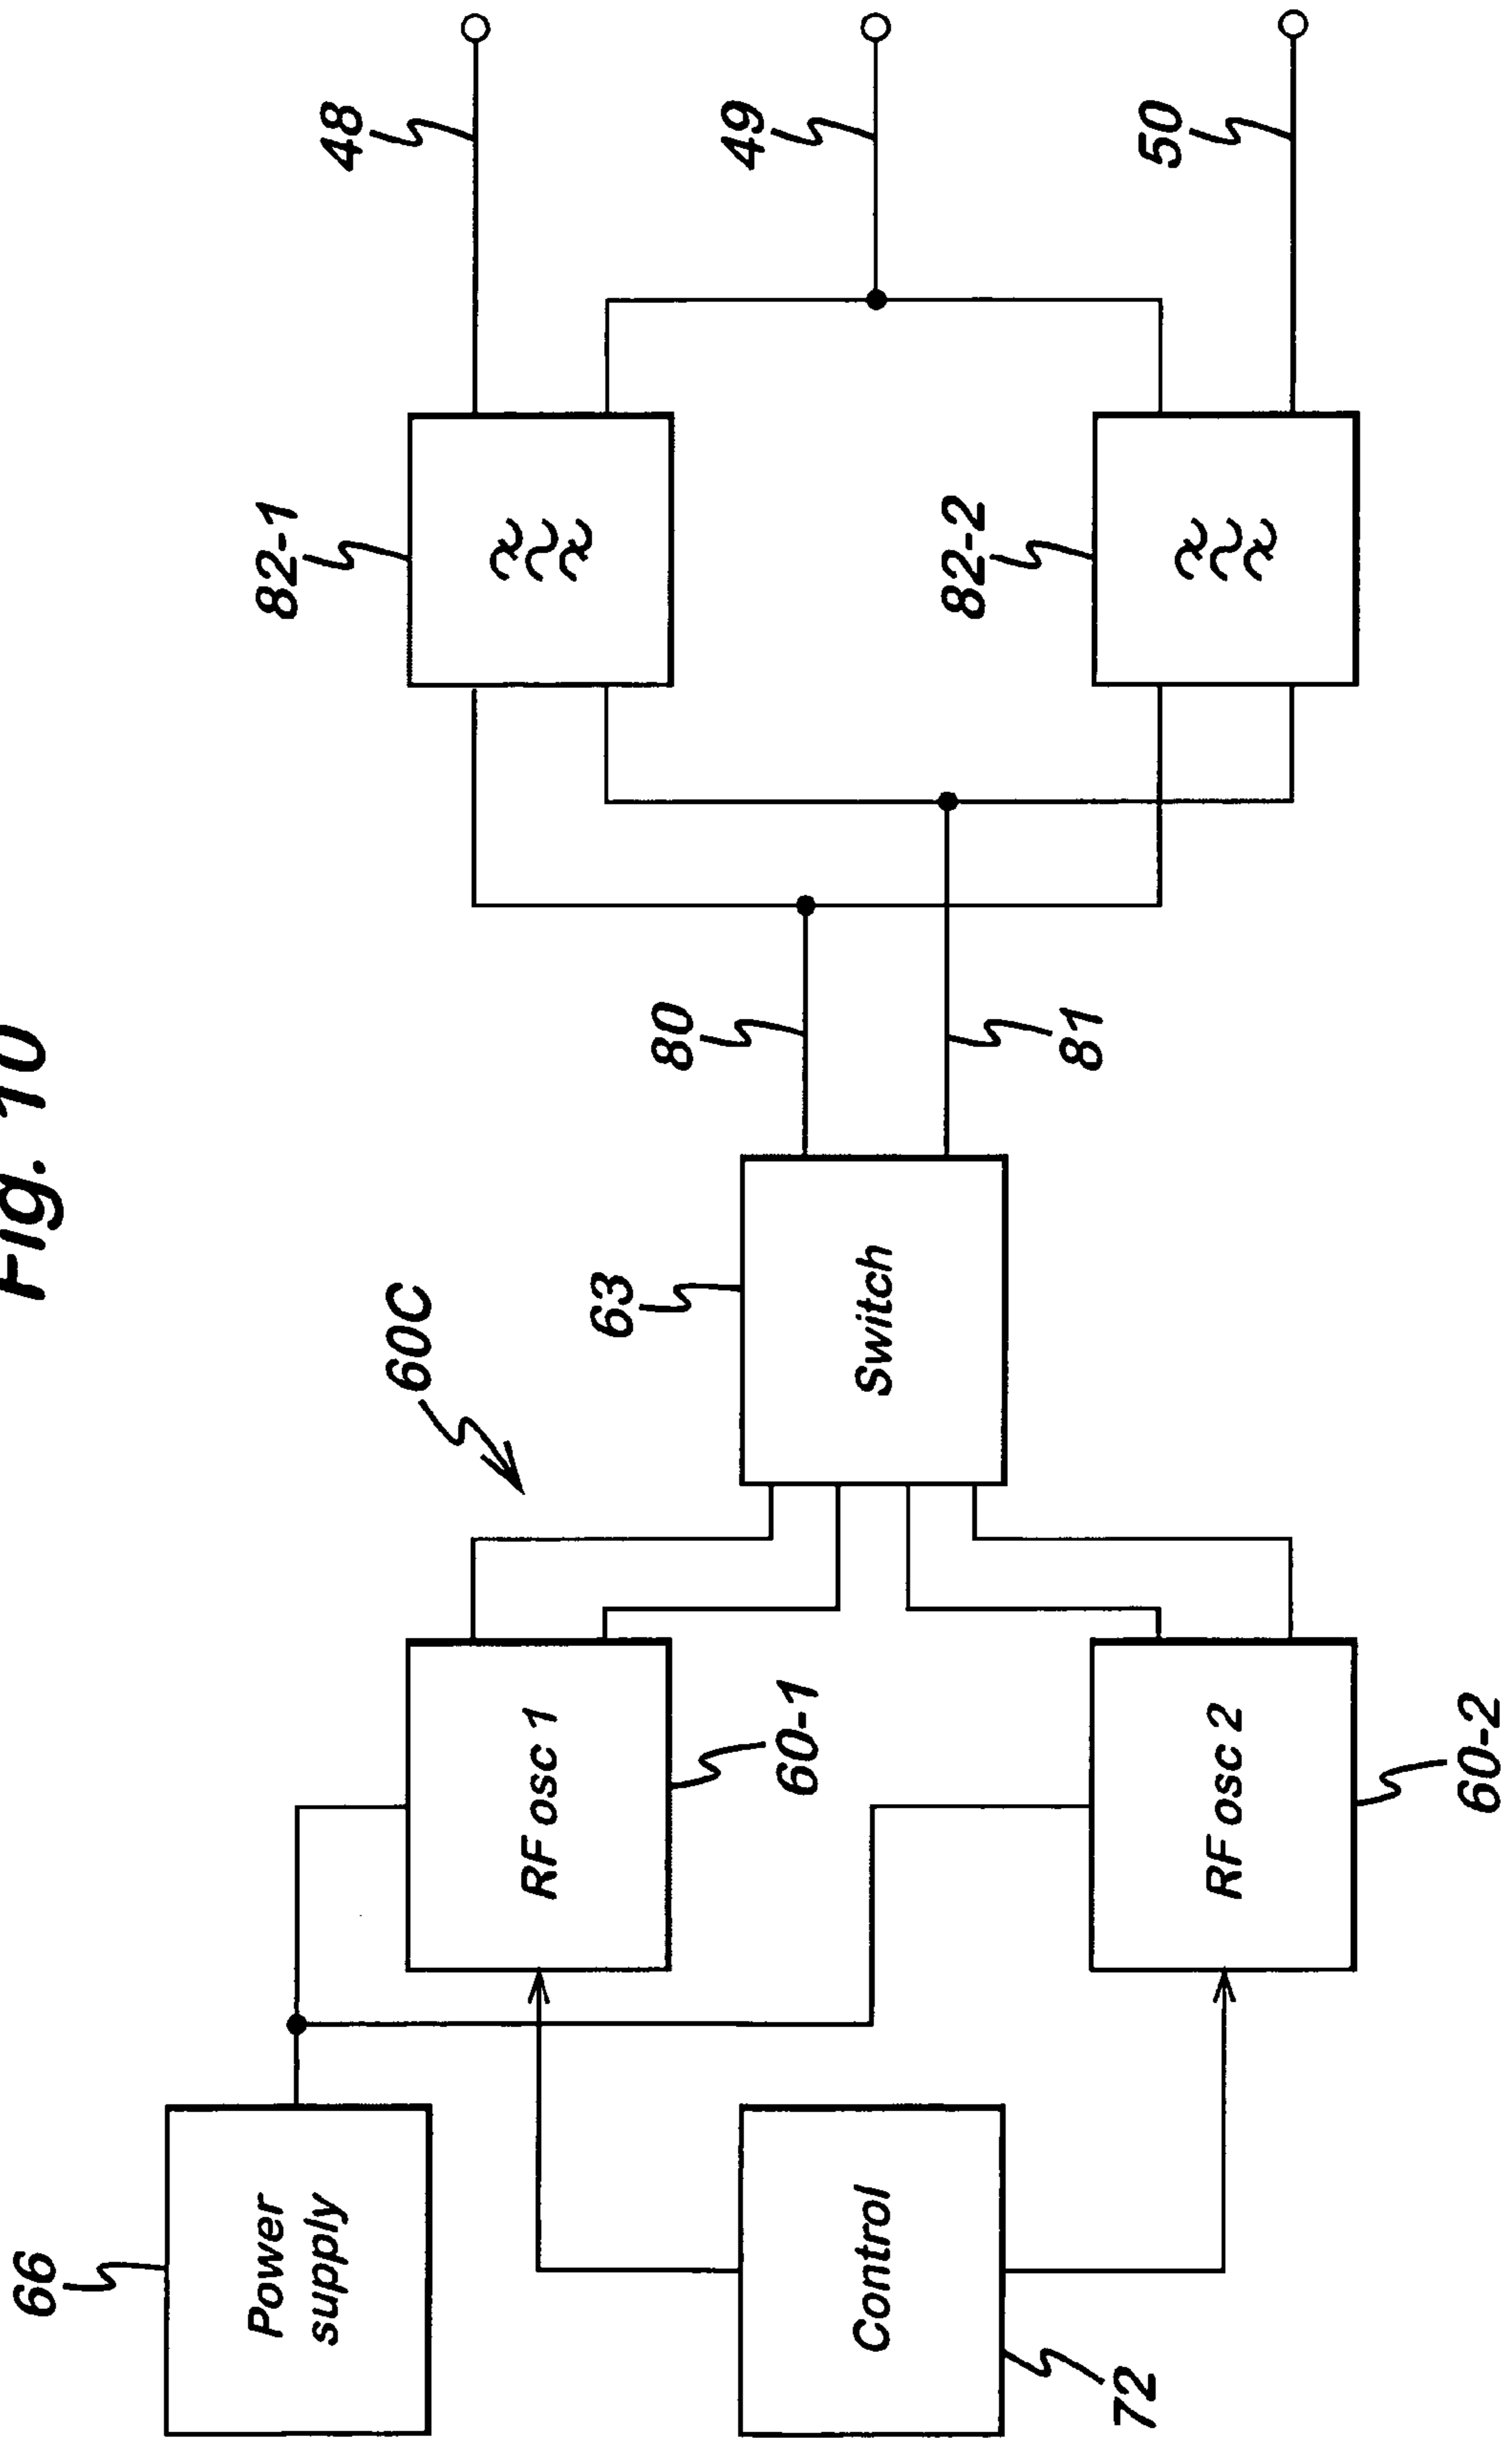 Fig. 10
66
Power
supply
60C
82-1
48
RF osc 1
60-1
63
Switch
80
81
49
Control
72
82-2
50
RF osc 2
60-2